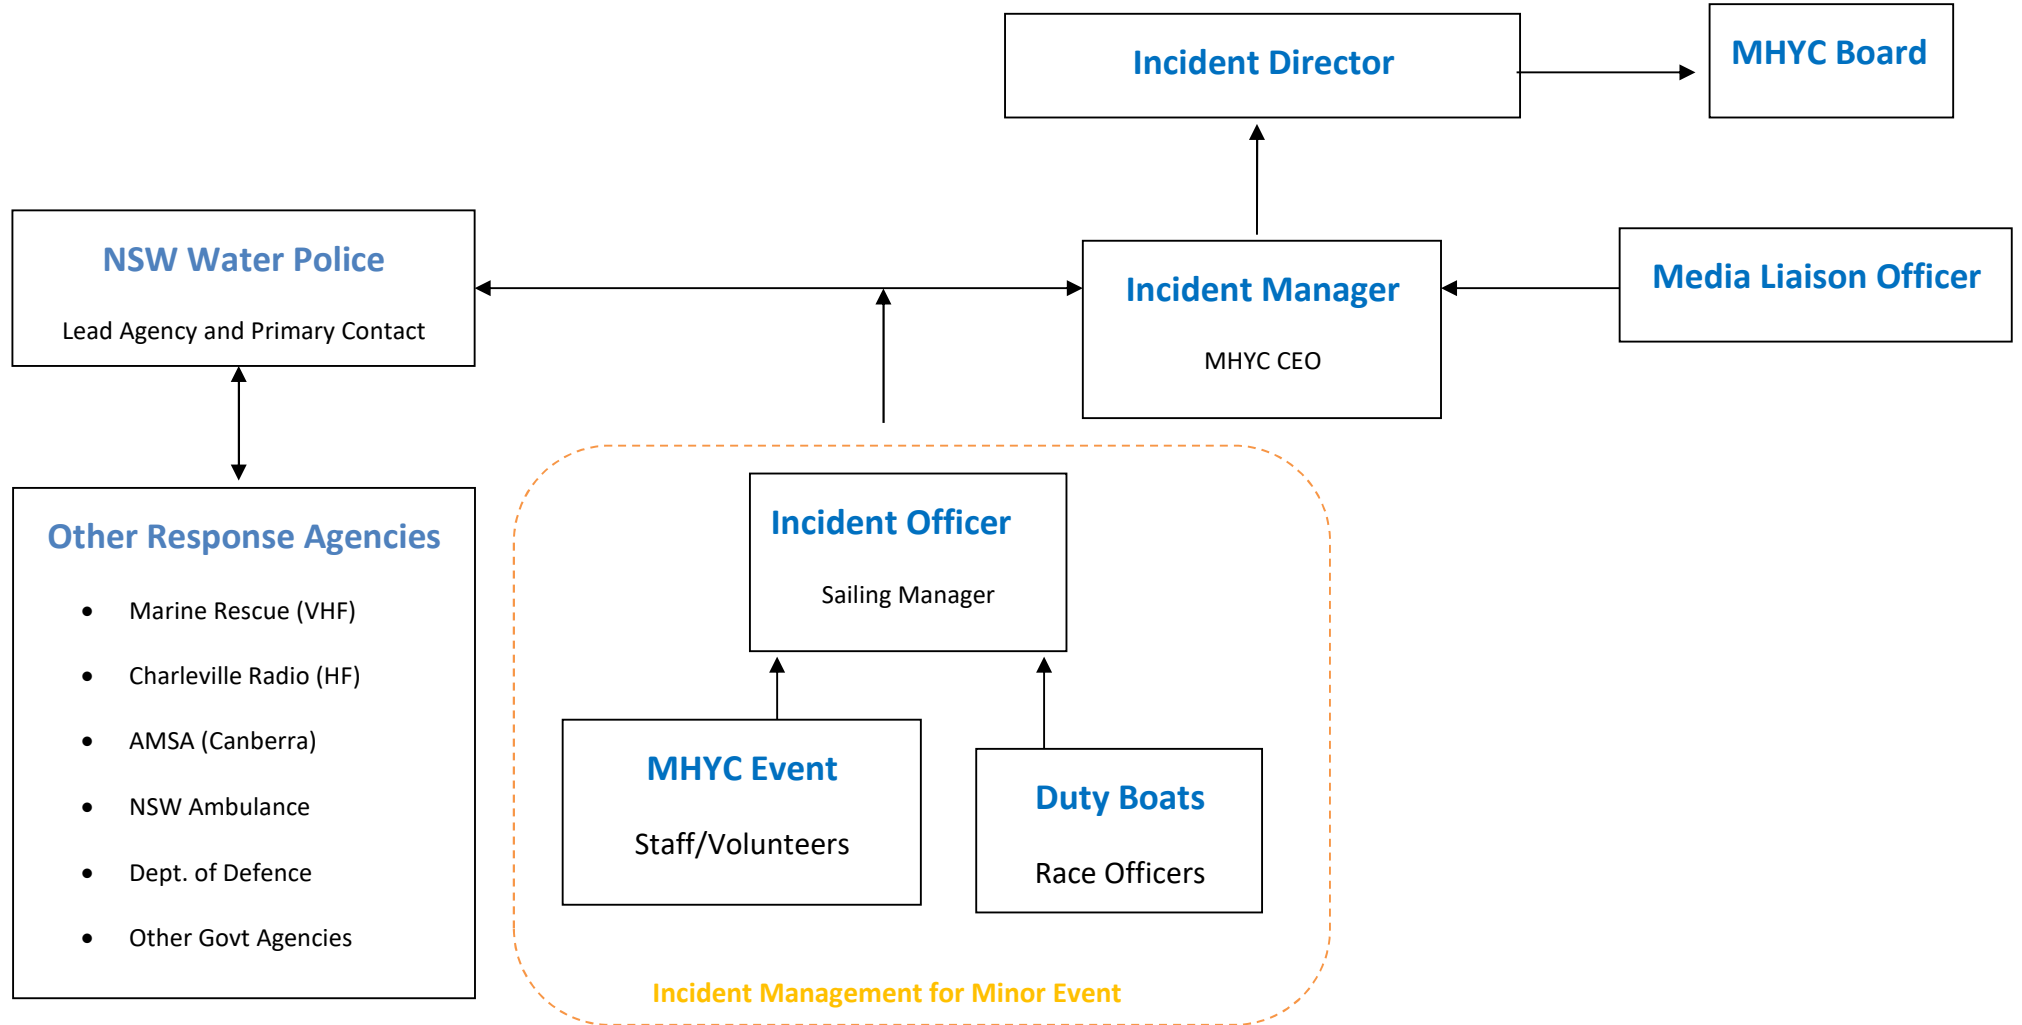 Incident Director
MHYC Board
NSW Water Police
Lead Agency and Primary Contact
Incident Manager
MHYC CEO
Media Liaison Officer
Other Response Agencies
• Marine Rescue (VHF)
• Charleville Radio (HF)
• AMSA (Canberra)
• NSW Ambulance
• Dept. of Defence
• Other Govt Agencies
Incident Officer
Sailing Manager
MHYC Event
Staff/Volunteers
Duty Boats
Race Officers
Incident Management for Minor Event